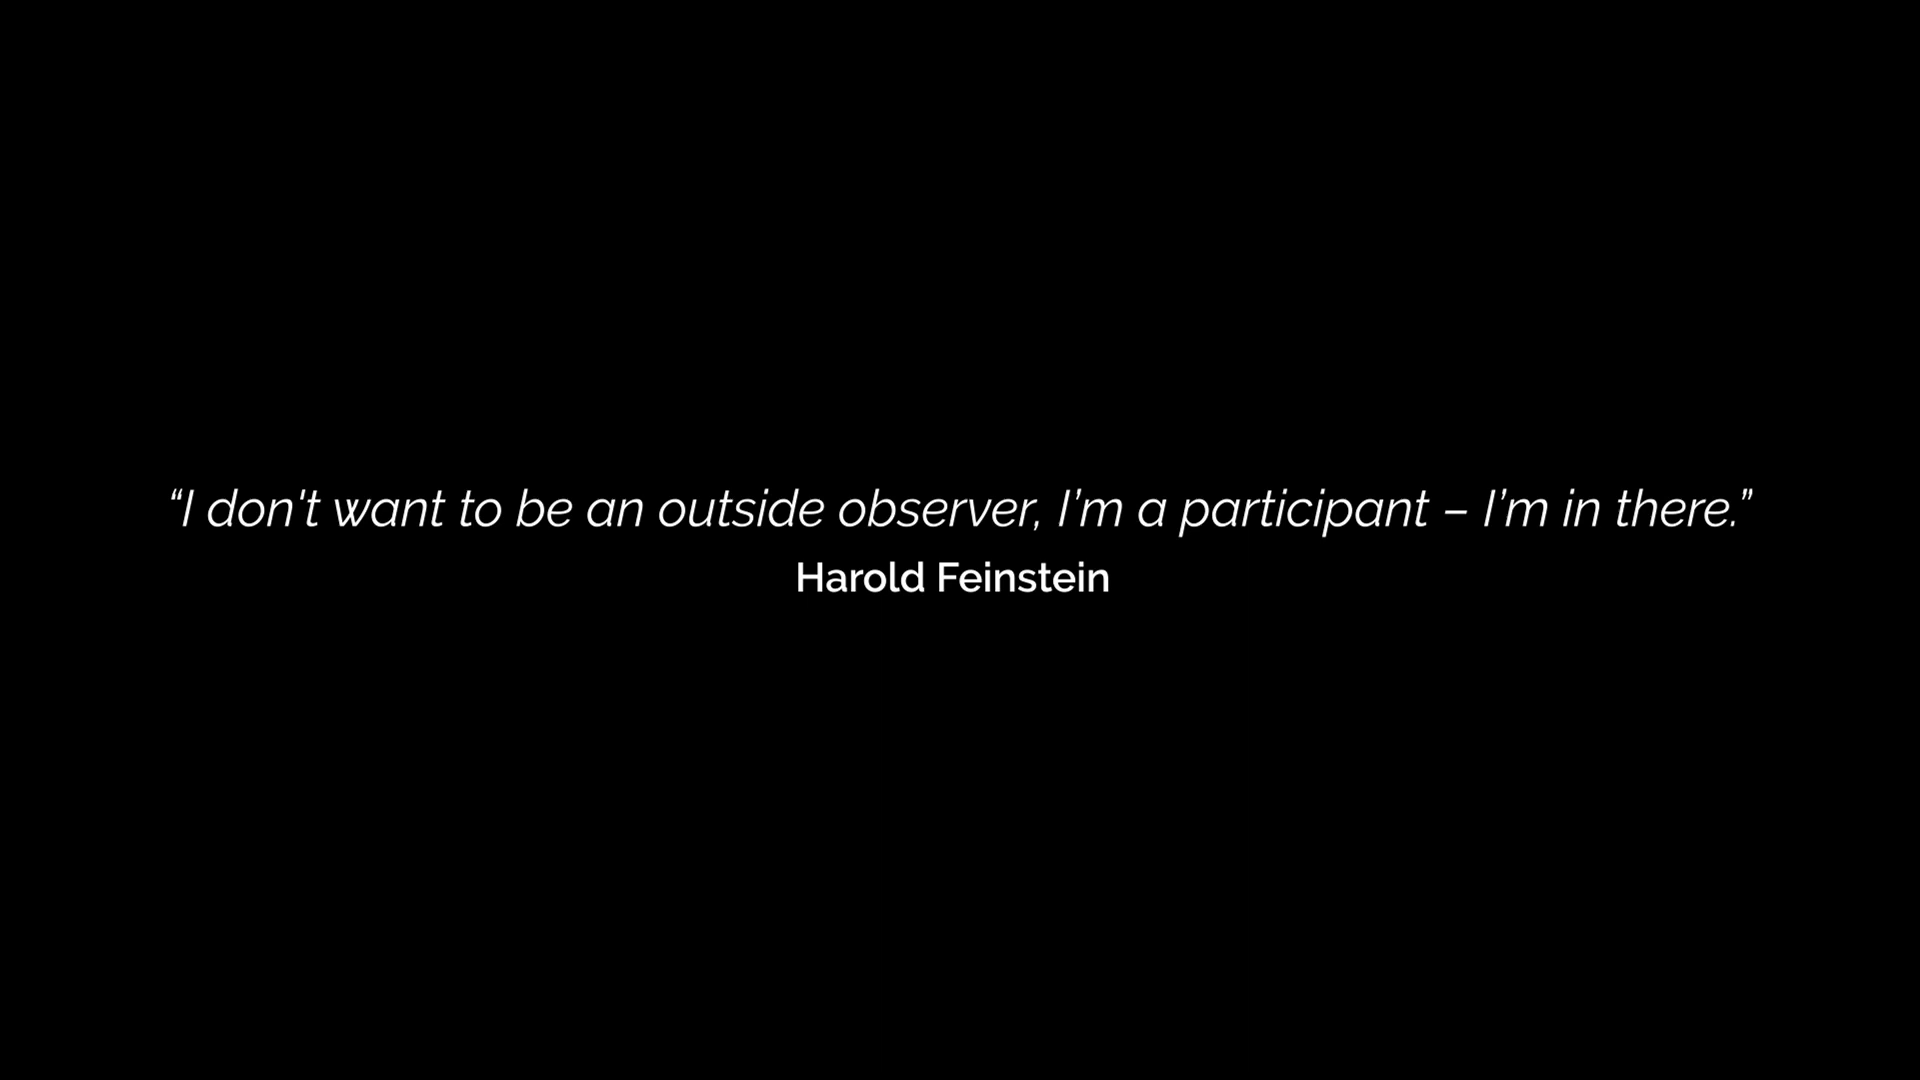 “I don't want to be an outside observer, I’m a participant – I’m in there.”
Harold Feinstein